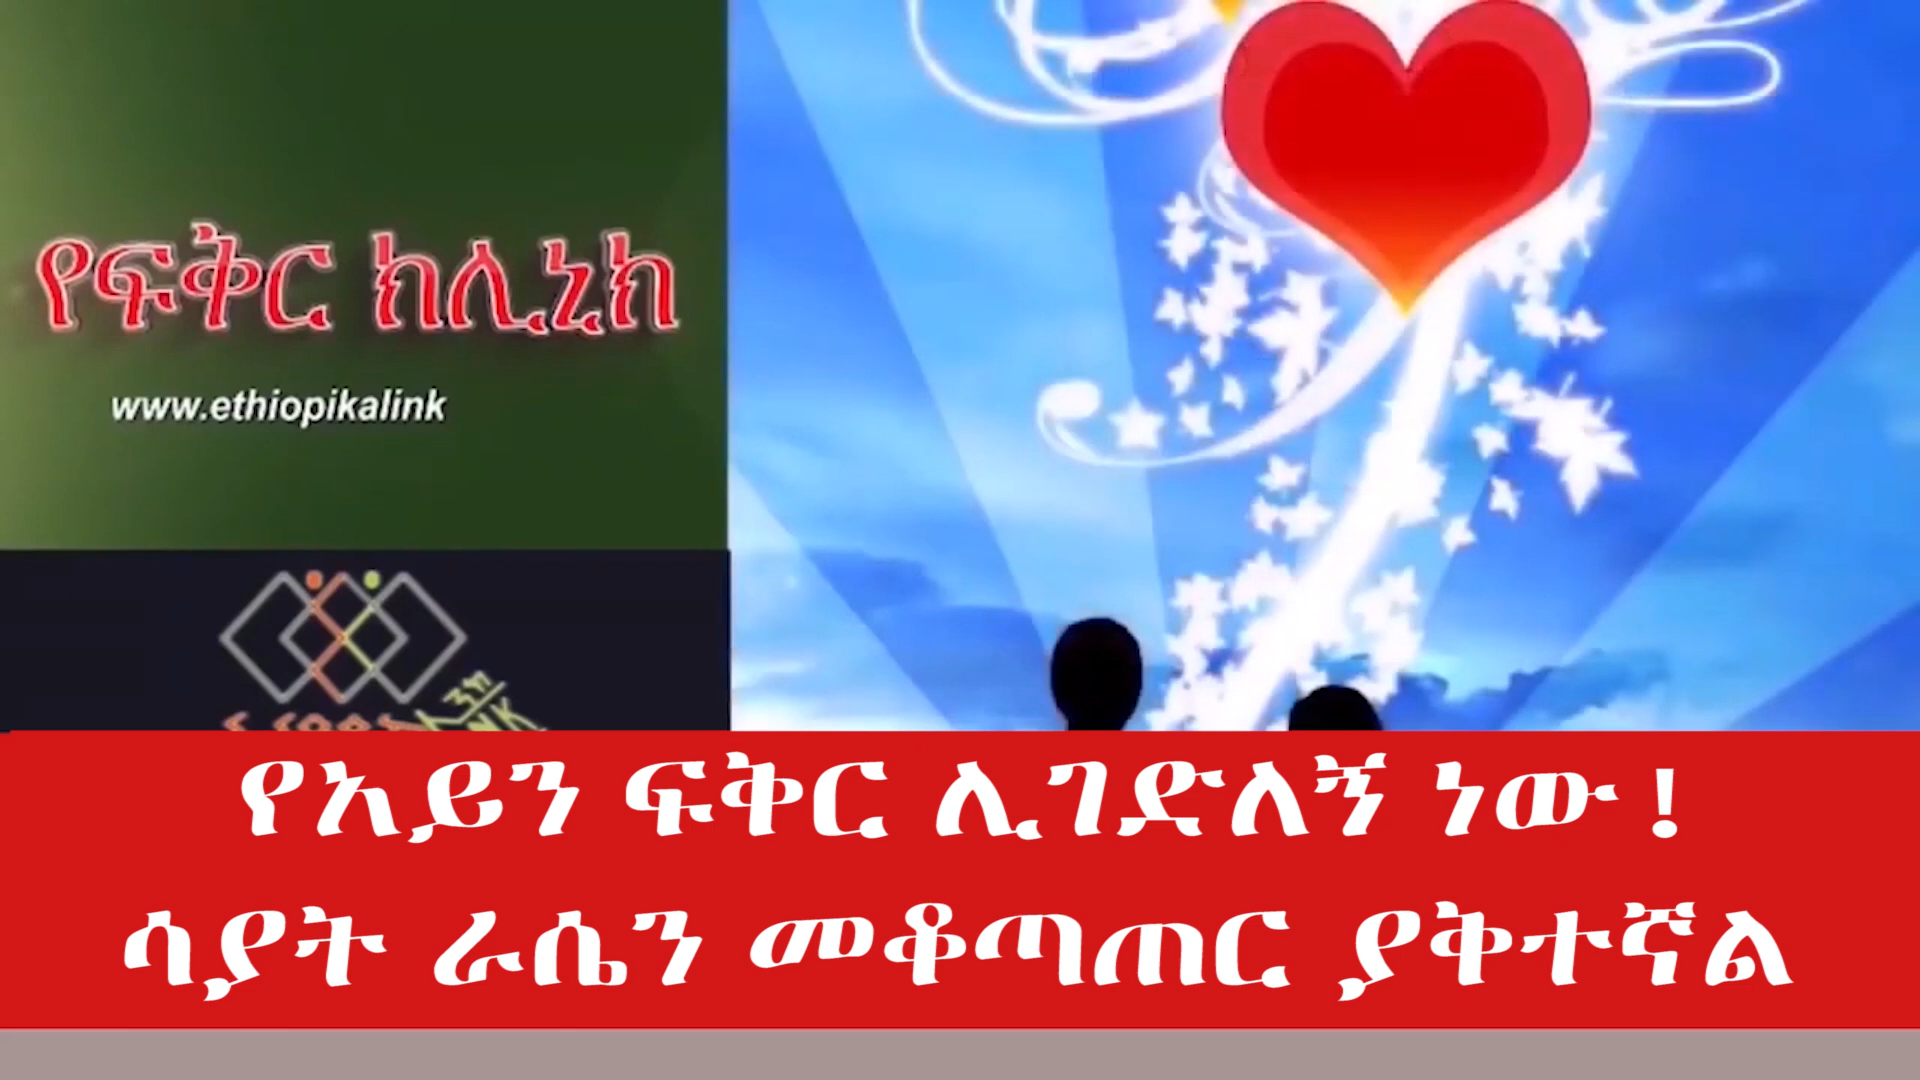 የፍቅር ክሊኒክ
www.ethiopikalink
የአይን ፍቅር ሊገድለኝ ነው!
ሳያት ራሴን መቆጣጠር ያቅተኛል